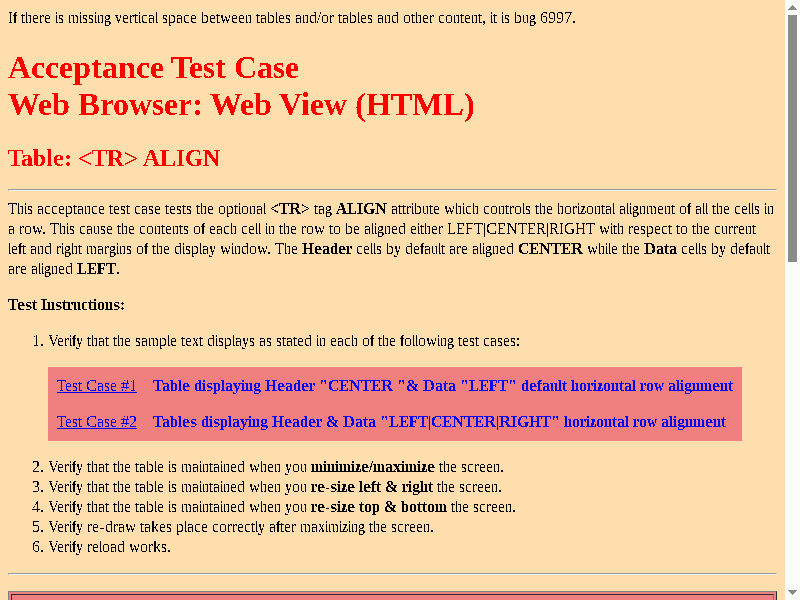 If there is missing vertical space between tables and/or tables and other content, it is bug 6997.
Acceptance Test Case
Web Browser: Web View (HTML)
Table: <TR> ALIGN
This acceptance test case tests the optional <TR> tag ALIGN attribute which controls the horizontal alignment of all the cells in
a row. This cause the contents of each cell in the row to be aligned either LEFT|CENTER|RIGHT with respect to the current
left and right margins of the display window. The Header cells by default are aligned CENTER while the Data cells by default
are aligned LEFT.
Test Instructions:
1. Verify that the sample text displays as stated in each of the following test cases:
Test Case #1 Table displaying Header "CENTER "& Data "LEFT" default horizontal row alignment
Test Case #2 Tables displaying Header & Data "LEFT|CENTER|RIGHT" horizontal row alignment
2. Verify that the table is maintained when you minimize/maximize the screen.
3. Verify that the table is maintained when you re-size left & right the screen.
4. Verify that the table is maintained when you re-size top & bottom the screen.
5. Verify re-draw takes place correctly after maximizing the screen.
6. Verify reload works.